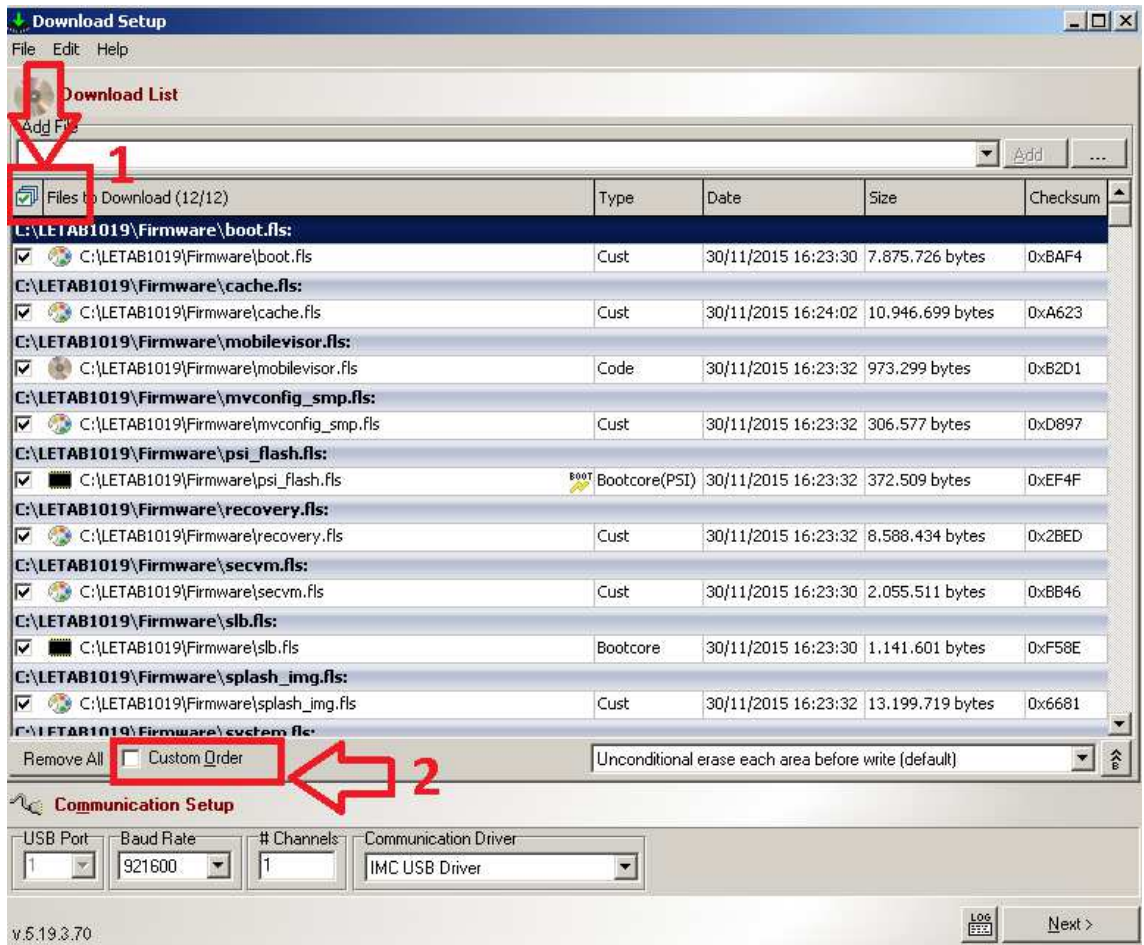 Download Setup
File Edit Help
Download List
Add File
1
Add ...
Files to Download (12/12) Type Date Size Checksum
C:\LETAB1019\Firmware\boot.fls:
C:\LETAB1019\Firmware\boot.fls Cust 30/11/2015 16:23:30 7.875.726 bytes 0xBAF4
C:\LETAB1019\Firmware\cache.fls:
C:\LETAB1019\Firmware\cache.fls Cust 30/11/2015 16:24:02 10.946.699 bytes 0xA623
C:\LETAB1019\Firmware\mobilevisor.fls:
C:\LETAB1019\Firmware\mobilevisor.fls Code 30/11/2015 16:23:32 973.299 bytes 0xB2D1
C:\LETAB1019\Firmware\mvconfig_smp.fls:
C:\LETAB1019\Firmware\mvconfig_smp.fls Cust 30/11/2015 16:23:32 306.577 bytes 0xD897
C:\LETAB1019\Firmware\psi_flash.fls:
C:\LETAB1019\Firmware\psi_flash.fls BOOT Bootcore(PSI) 30/11/2015 16:23:32 372.509 bytes 0xEF4F
C:\LETAB1019\Firmware\recovery.fls:
C:\LETAB1019\Firmware\recovery.fls Cust 30/11/2015 16:23:32 8.588.434 bytes 0x2BED
C:\LETAB1019\Firmware\secvm.fls:
C:\LETAB1019\Firmware\secvm.fls Cust 30/11/2015 16:23:30 2.055.511 bytes 0xBB46
C:\LETAB1019\Firmware\slb.fls:
C:\LETAB1019\Firmware\slb.fls Bootcore 30/11/2015 16:23:30 1.141.601 bytes 0xF58E
C:\LETAB1019\Firmware\splash_img.fls:
C:\LETAB1019\Firmware\splash_img.fls Cust 30/11/2015 16:23:32 13.199.719 bytes 0x6681
C:\LETAB1019\Firmware\system.fls:
Remove All Custom Order Unconditional erase each area before write (default) B
2
Communication Setup
USB Port Baud Rate # Channels Communication Driver
1 921600 1 IMC USB Driver
v.5.19.3.70 LOG Next >